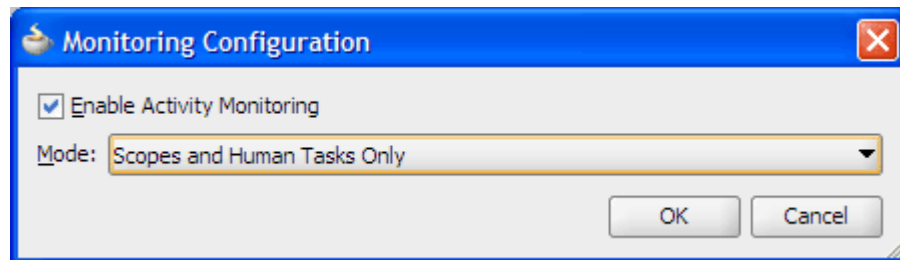 Monitoring Configuration
Enable Activity Monitoring
Mode: Scopes and Human Tasks Only
OK Cancel